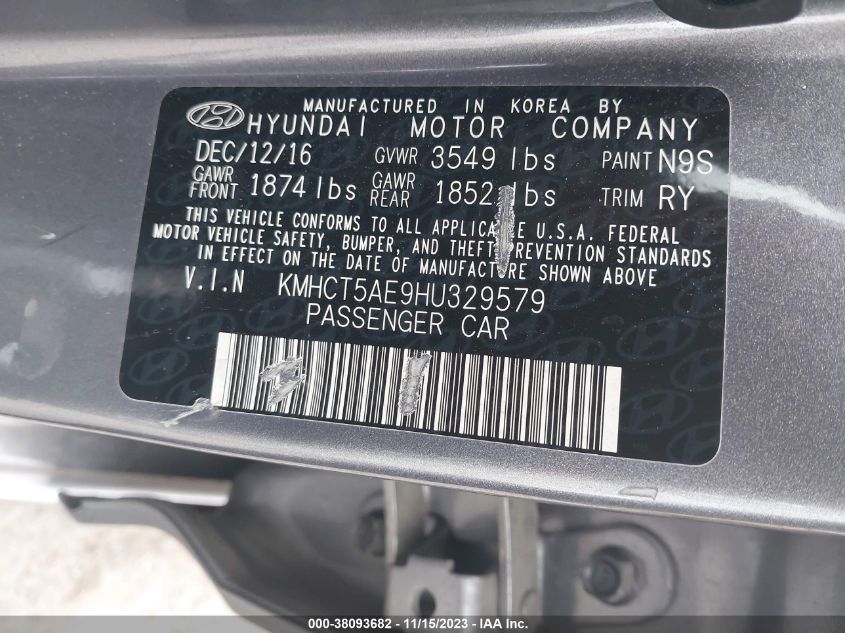 MANUFACTURED IN KOREA BY
HYUNDAI MOTOR COMPANY
DEC/12/16 GVWR 3549 lbs PAINT N9S
GAWR FRONT 1874 lbs GAWR REAR 1852 lbs TRIM RY
THIS VEHICLE CONFORMS TO ALL APPLICABLE U.S.A. FEDERAL
MOTOR VEHICLE SAFETY, BUMPER, AND THEFT PREVENTION STANDARDS
IN EFFECT ON THE DATE OF MANUFACTURE SHOWN ABOVE
V.I.N KMHCT5AE9HU329579
PASSENGER CAR
000-38093682 - 11/15/2023 - IAA Inc.